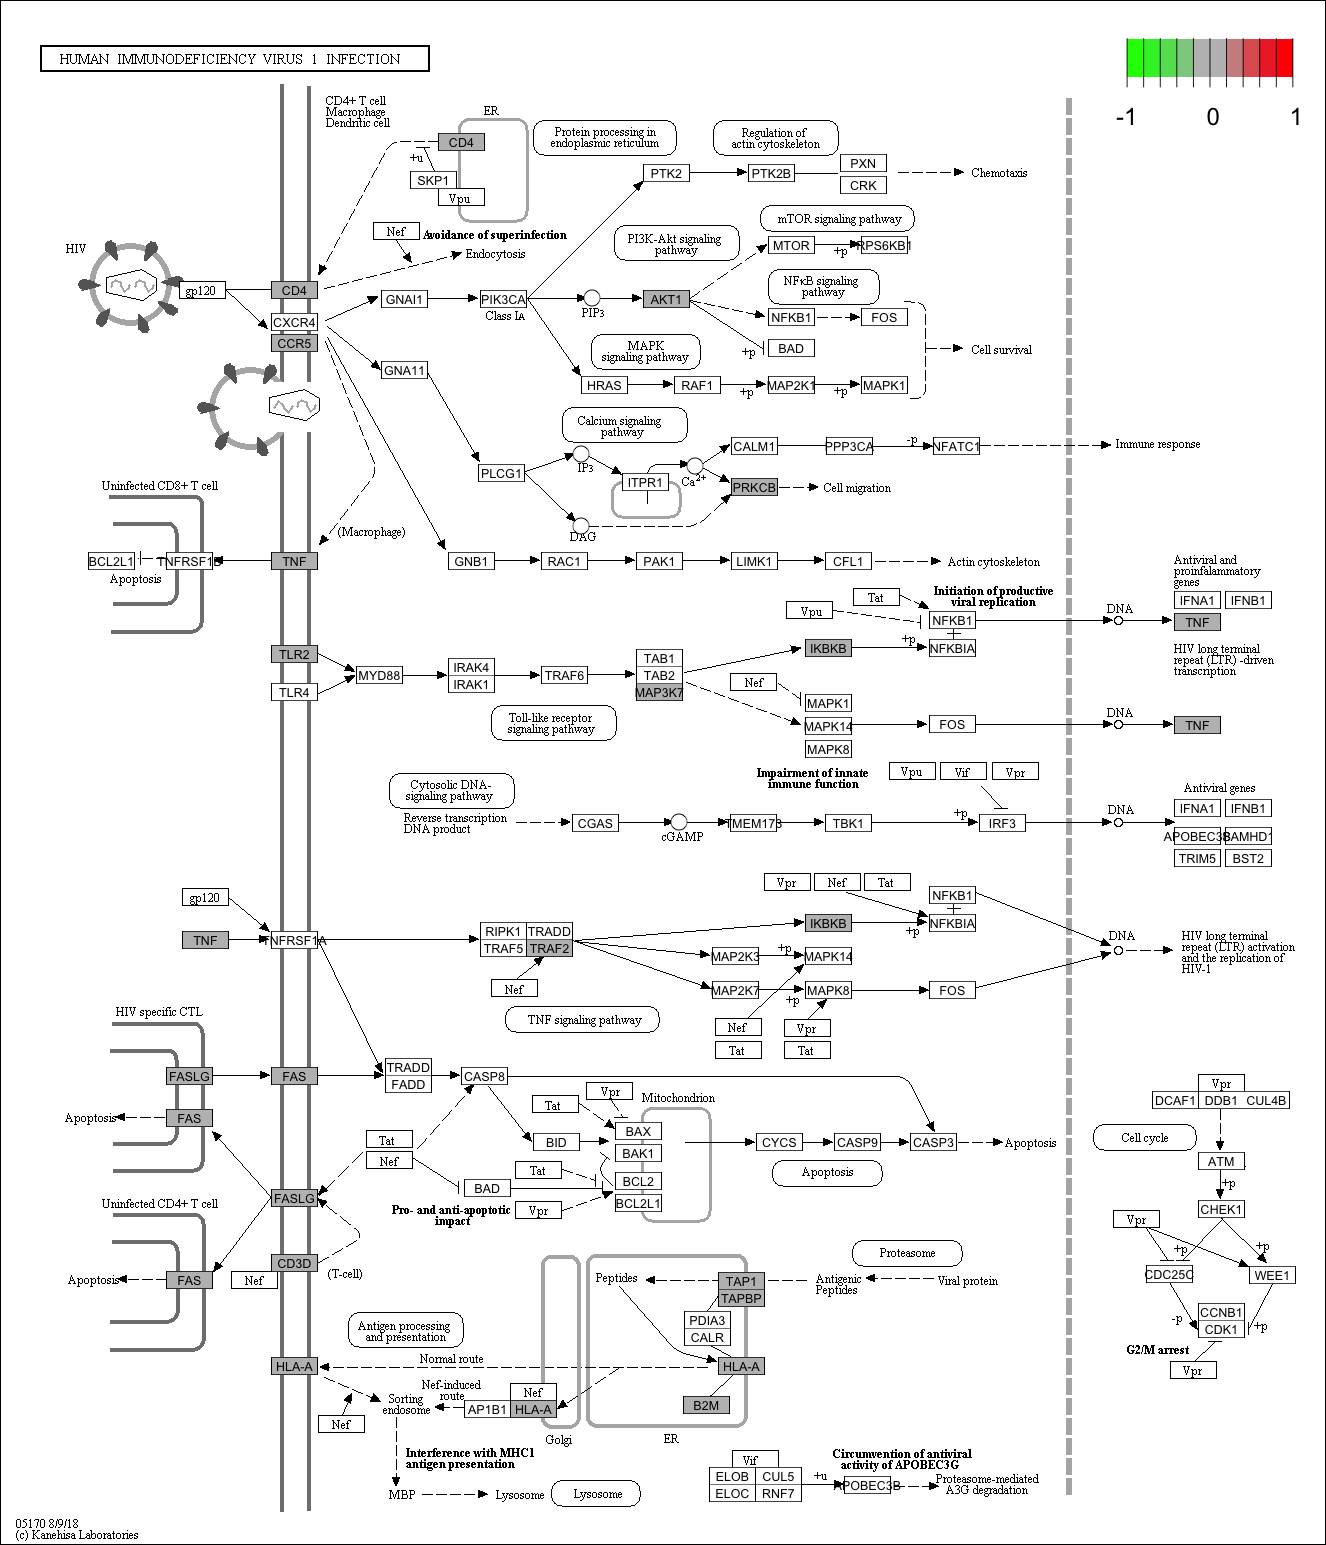 HUMAN IMMUNODEFICIENCY VIRUS 1 INFECTION
-1 0 1
CD4+ T cell
Macrophage
Dendritic cell
ER
CD4
+u
SKP1
Vpu
Protein processing in
endoplasmic reticulum
Regulation of
actin cytoskeleton
PTK2
PTK2B
PXN
CRK
Chemotaxis
Nef
Avoidance of superinfection
Endocytosis
PI3K-Akt signaling
pathway
mTOR signaling pathway
MTOR
+p
RPS6KB1
HIV
gp120
CD4
CXCR4
CCR5
GNAI1
PIK3CA
Class IA
PIP3
AKT1
NFκB signaling
pathway
NFKB1
FOS
+p
BAD
Cell survival
MAPK
signaling pathway
GNA11
HRAS
RAF1
+p
MAP2K1
+p
MAPK1
Calcium signaling
pathway
PLCG1
IP3
ITPR1
Ca2+
CALM1
PPP3CA
-p
NFATC1
Immune response
PRKCB
Cell migration
DAG
Uninfected CD8+ T cell
(Macrophage)
BCL2L1
Apoptosis
TNF
GNB1
RAC1
PAK1
LIMK1
CFL1
Actin cytoskeleton
Antiviral and
proinfalammatory
genes
IFNA1
IFNB1
TNF
HIV long terminal
repeat (LTR) -driven
transcription
Initiation of productive
viral replication
Tat
Vpu
NFKB1
DNA
TLR2
TLR4
MYD88
IRAK4
IRAK1
TRAF6
TAB1
TAB2
MAP3K7
IKBKB
+p
NFKBIA
Nef
MAPK1
MAPK14
MAPK8
FOS
DNA
TNF
Toll-like receptor
signaling pathway
Impairment of innate
immune function
Vpu
Vif
Vpr
Cytosolic DNA-
signaling pathway
Reverse transcription
DNA product
CGAS
cGAMP
TMEM173
TBK1
+p
IRF3
DNA
Antiviral genes
IFNA1
IFNB1
TRIM5
BST2
gp120
TNF
TNFRSF1A
RIPK1
TRADD
TRAF5
TRAF2
Nef
TNF signaling pathway
Vpr
Nef
Tat
NFKB1
IKBKB
+p
NFKBIA
MAP2K3
+p
MAPK14
MAP2K7
+p
MAPK8
FOS
Nef
Tat
Vpr
Tat
DNA
HIV long terminal
repeat (LTR) activation
and the replication of
HIV-1
HIV specific CTL
FASLG
FAS
Apoptosis
FAS
TRADD
FADD
CASP8
Tat
Nef
Vpr
Tat
Mitochondrion
BAX
BAK1
BCL2
BCL2L1
BID
BAD
Tat
Vpr
Pro- and anti-apoptotic
impact
CYCS
CASP9
CASP3
Apoptosis
Apoptosis
Uninfected CD4+ T cell
FASLG
CD3D
(T-cell)
Nef
Apoptosis
FAS
Vpr
DCAF1
DDB1
CUL4B
Cell cycle
ATM
+p
CHEK1
Vpr
+p
+p
CDC25C
WEE1
CCNB1
CDK1
-p
+p
G2/M arrest
Vpr
Proteasome
Peptides
TAP1
TAPBP
Antigenic
Peptides
Viral protein
PDIA3
CALR
HLA-A
B2M
ER
Golgi
Antigen processing
and presentation
Normal route
HLA-A
Nef-induced
route
Nef
AP1B1
HLA-A
Sorting
endosome
Nef
Interference with MHC1
antigen presentation
MBP
Lysosome
Lysosome
Vif
ELOB
CUL5
ELOC
RNF7
+u
Circumvention of antiviral
activity of APOBEC3G
Proteasome-mediated
A3G degradation
05170 8/9/18
(c) Kanehisa Laboratories